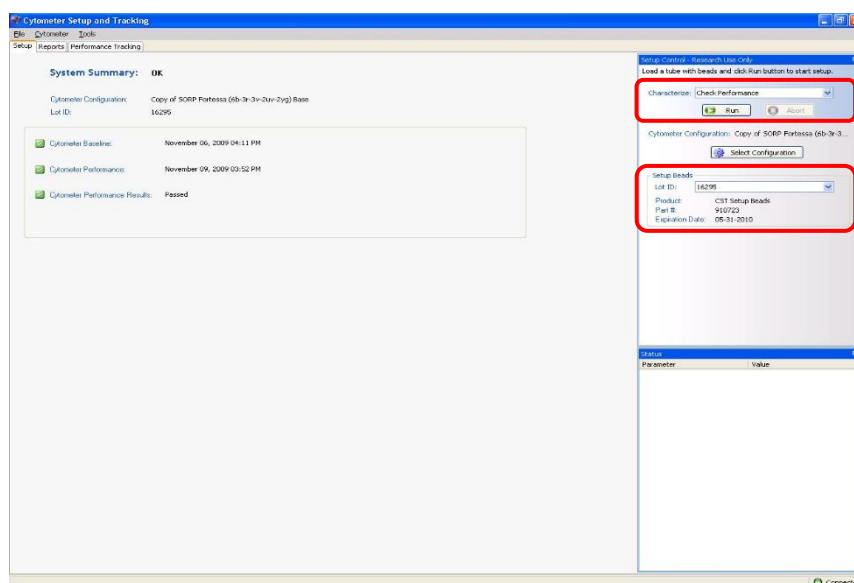 Cytometer Setup and Tracking
File Cytometer Tools
Setup Reports Performance Tracking
System Summary: OK
Cytometer Configuration: Copy of SORP Fortessa (6b-3r-3v-2uv-2yg) Base
Lot ID: 16295
Cytometer Baseline: November 06, 2009 04:11 PM
Cytometer Performance: November 09, 2009 03:52 PM
Cytometer Performance Results: Passed
Setup Control - Research Use Only
Load a tube with beads and click Run button to start setup.
Characterize: Check Performance
Run Abort
Cytometer Configuration: Copy of SORP Fortessa (6b-3r-3...
Select Configuration
Setup Beads
Lot ID: 16295
Product: CST Setup Beads
Part #: 910723
Expiration Date: 05-31-2010
Status
Parameter Value
Connect